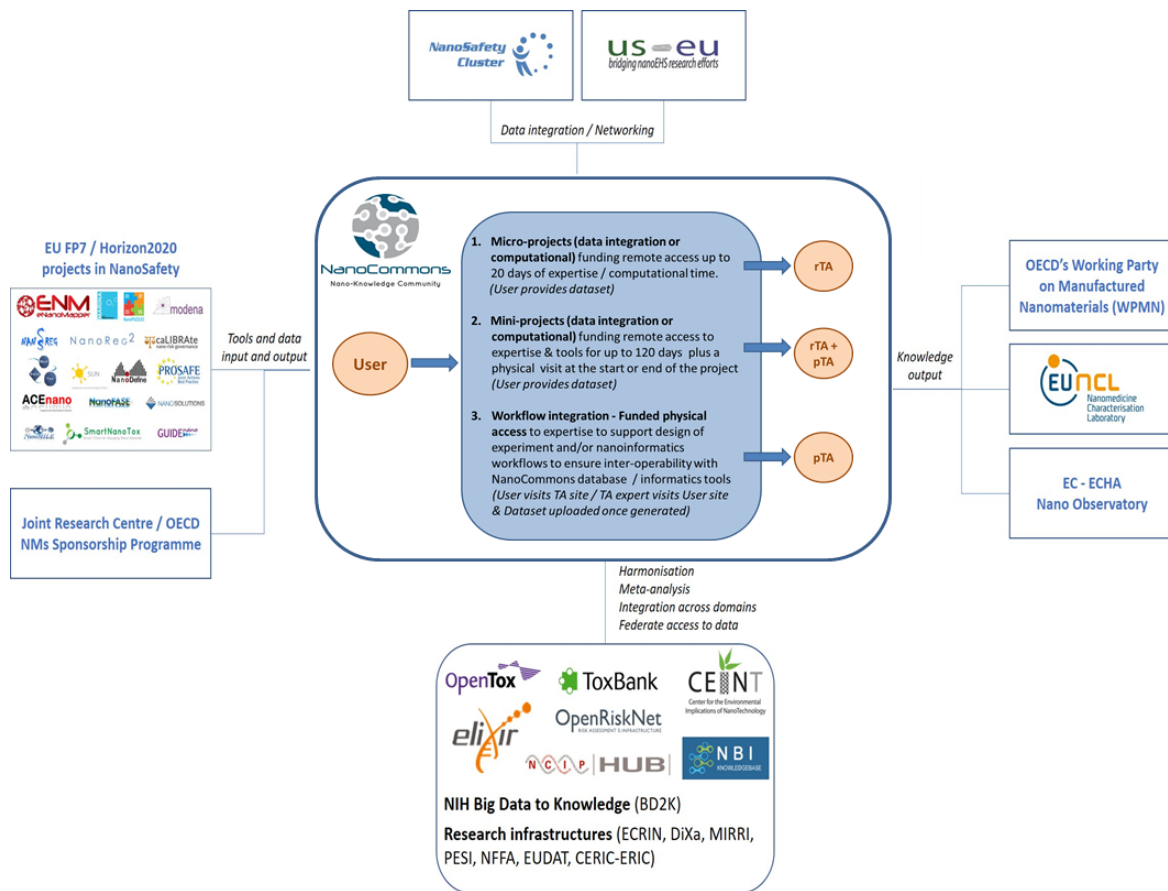 NanoSafety
Cluster
us-eu
bridging nanoEHS research efforts
Data integration / Networking
EU FP7 / Horizon2020
projects in NanoSafety
ENM
eNanoMapper
modena
NanoReg²
caLIBRAte
nano-risk governance
SUN
NanoDefine
PROSAFE
ACEnano
NanoFASE
NANOSOLUTIONS
SmartNanoTox
GUIDEnano
Joint Research Centre / OECD
NMs Sponsorship Programme
Tools and data
input and output
NanoCommons
Nano-Knowledge Community
User
1. Micro-projects (data integration or
computational) funding remote access up to
20 days of expertise / computational time.
(User provides dataset)
2. Mini-projects (data integration or
computational) funding remote access to
expertise & tools for up to 120 days plus a
physical visit at the start or end of the project
(User provides dataset)
3. Workflow integration - Funded physical
access to expertise to support design of
experiment and/or nanoinformatics
workflows to ensure inter-operability with
NanoCommons database / informatics tools
(User visits TA site / TA expert visits User site
& Dataset uploaded once generated)
rTA
rTA +
pTA
pTA
Knowledge
output
OECD's Working Party
on Manufactured
Nanomaterials (WPMN)
EUNCL
Nanomedicine
Characterisation
Laboratory
EC - ECHA
Nano Observatory
Harmonisation
Meta-analysis
Integration across domains
Federate access to data
OpenTox
ToxBank
CEINT
Center for the Environmental
Implications of NanoTechnology
elixir
OpenRiskNet
RISK ASSESSMENT E-INFRASTRUCTURE
NCIP HUB
NBI
KNOWLEDGEBASE
NIH Big Data to Knowledge (BD2K)
Research infrastructures (ECRIN, DiXa, MIRRI,
PESI, NFFA, EUDAT, CERIC-ERIC)